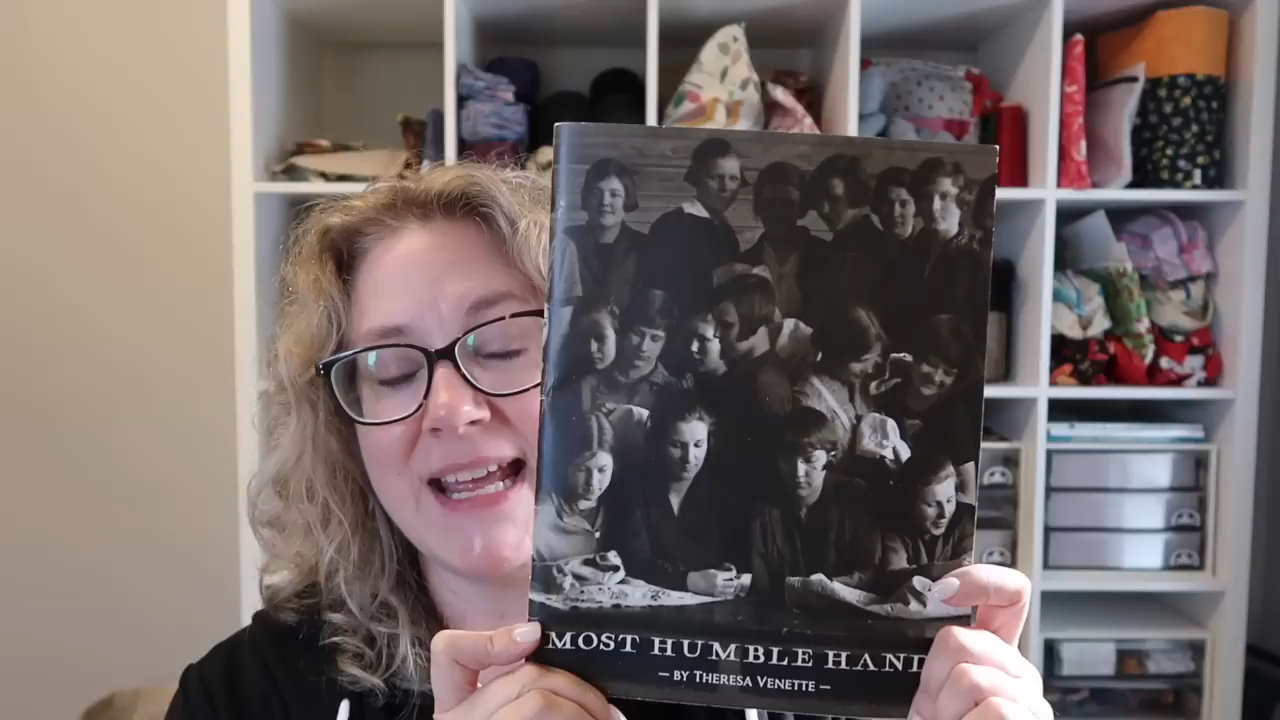 MOST HUMBLE HAND
— BY THERESA VENETTE —